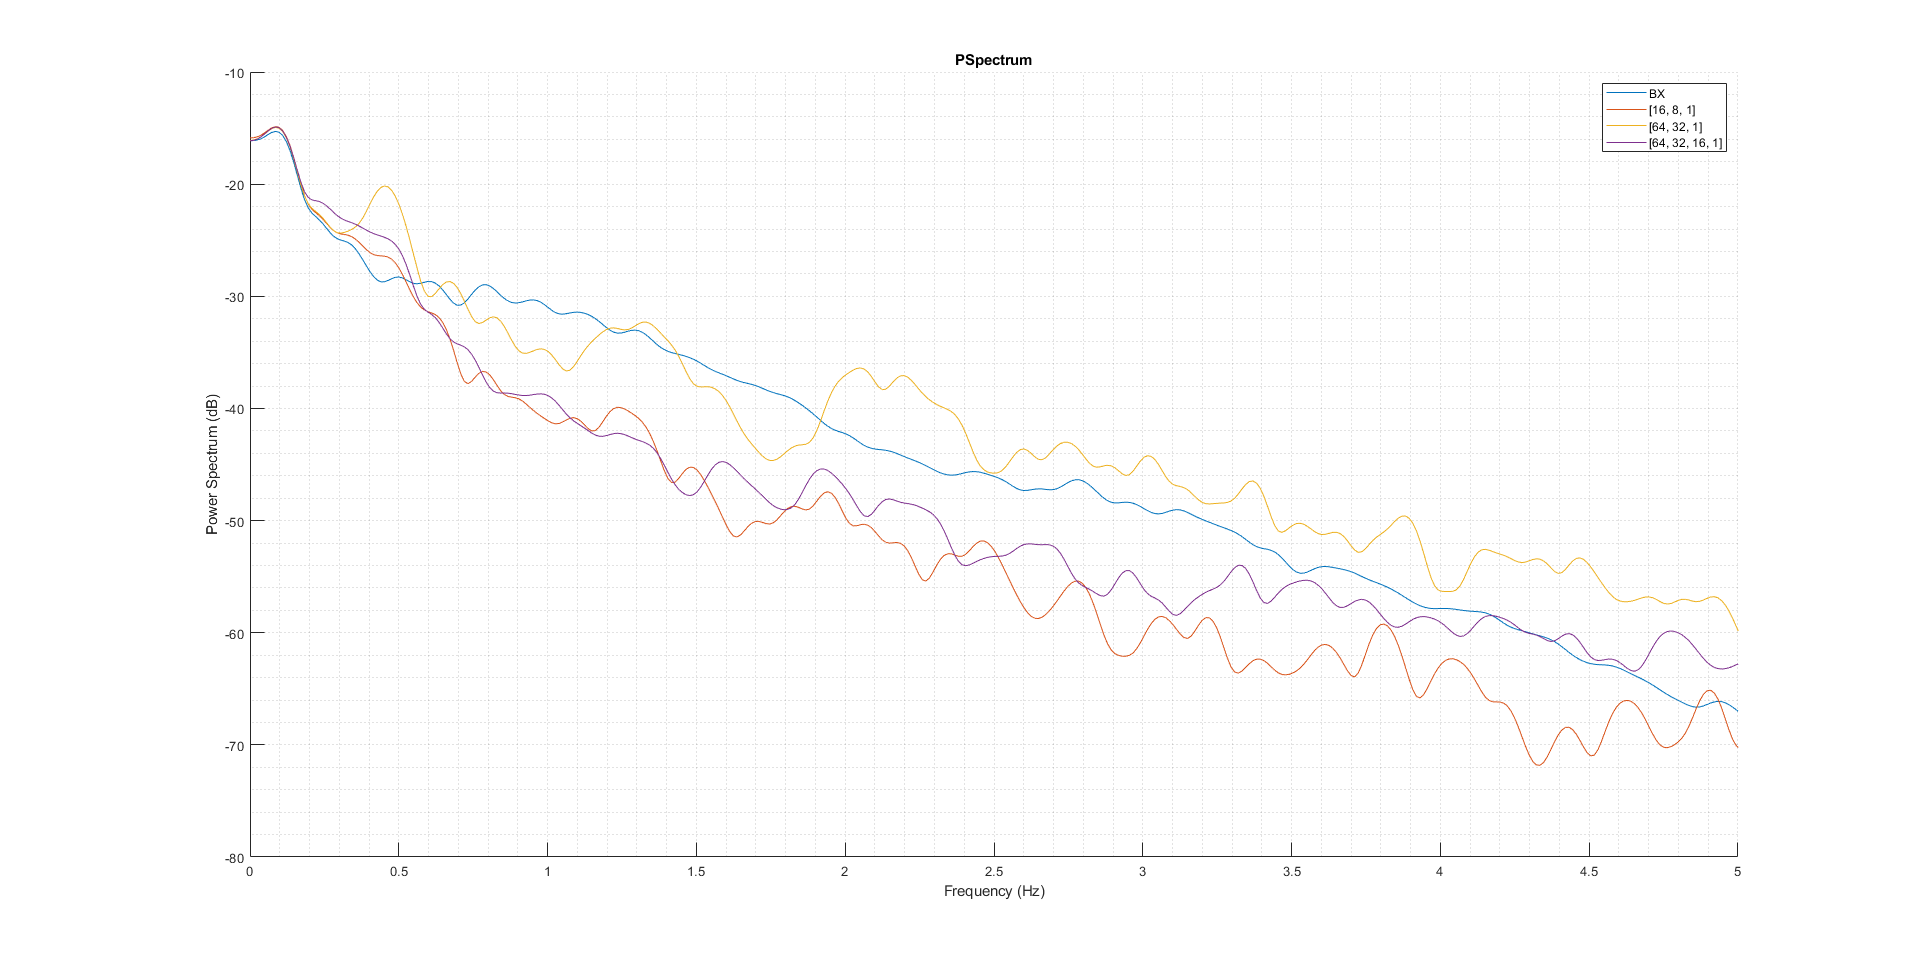 PSpectrum
-10
-20
-30
-40
-50
-60
-70
-80
Power Spectrum (dB)
BX
[16, 8, 1]
[64, 32, 1]
[64, 32, 16, 1]
0 0.5 1 1.5 2 2.5 3 3.5 4 4.5 5
Frequency (Hz)